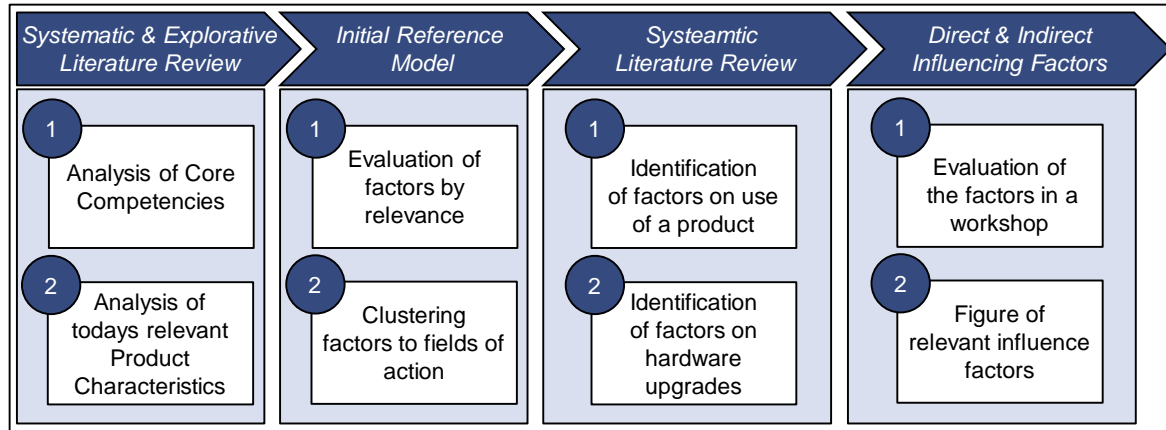 Systematic & Explorative
Literature Review
1
Analysis of Core
Competencies
2
Analysis of
todays relevant
Product
Characteristics
Initial Reference
Model
1
Evaluation of
factors by
relevance
2
Clustering
factors to fields of
action
Systeamtic
Literature Review
1
Identification
of factors on use
of a product
2
Identification
of factors on
hardware
upgrades
Direct & Indirect
Influencing Factors
1
Evaluation of
the factors in a
workshop
2
Figure of
relevant influence
factors